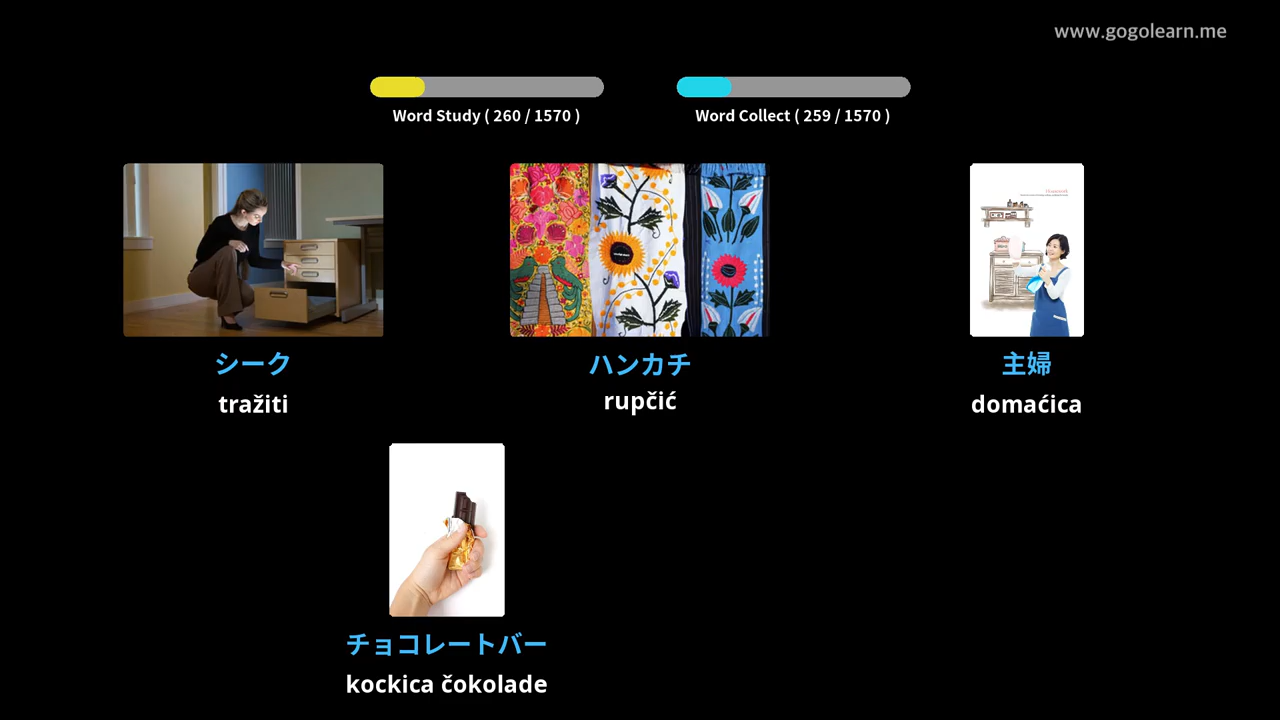 www.gogolearn.me
Word Study ( 260 / 1570 )
Word Collect ( 259 / 1570 )
シーク
ハンカチ
主婦
tražiti
rupčić
domaćica
チョコレートバー
kockica čokolade